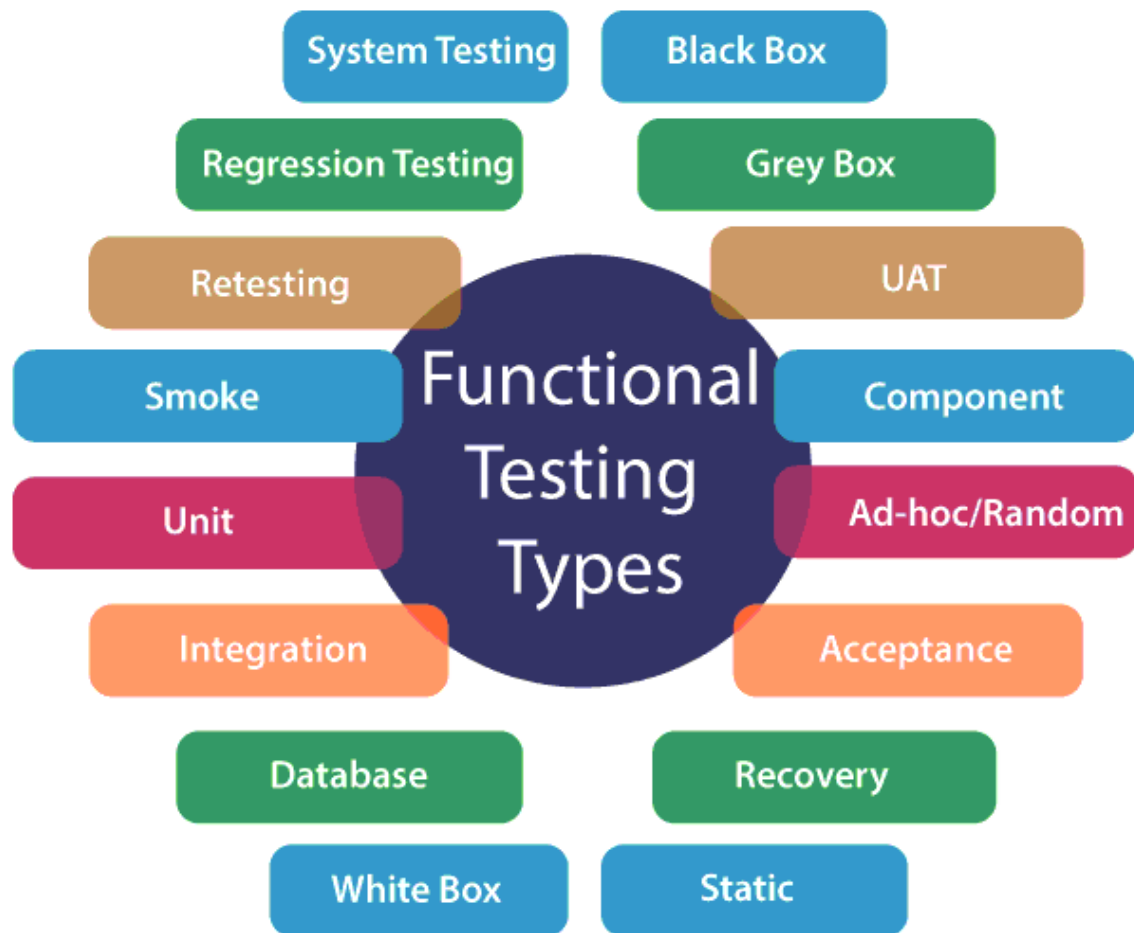 System Testing
Black Box
Regression Testing
Grey Box
Retesting
UAT
Smoke
Component
Unit
Ad-hoc/Random
Integration
Acceptance
Database
Recovery
White Box
Static
Functional
Testing
Types